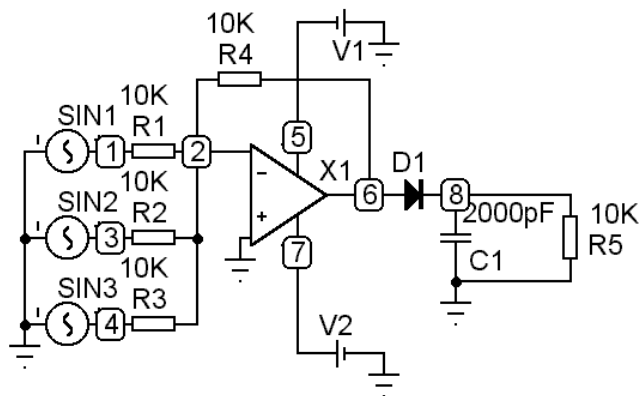 10K
R4
V1
10K
SIN1
R1
1
2
5
X1
-
+
6
D1
8
2000pF
C1
10K
R5
10K
SIN2
R2
3
7
10K
SIN3
R3
4
V2